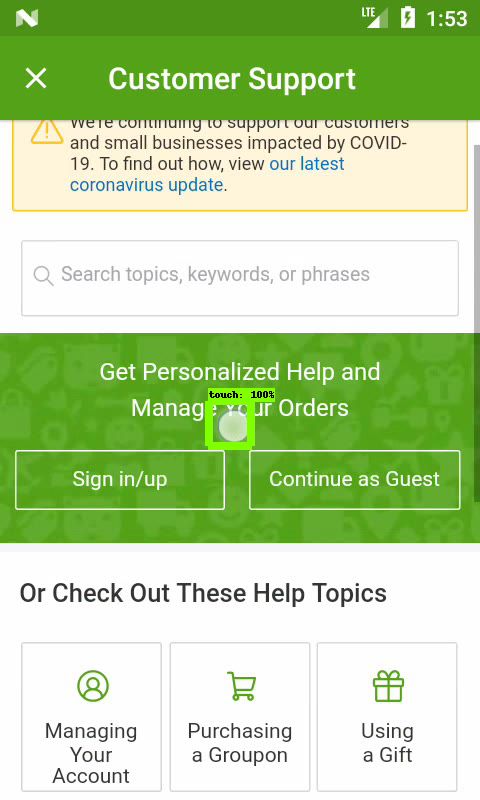 LTE 1:53
Customer Support
We're continuing to support our customers
and small businesses impacted by COVID-
19. To find out how, view our latest
coronavirus update.
Search topics, keywords, or phrases
Get Personalized Help and
touch: 100%
Manage Your Orders
Sign in/up
Continue as Guest
Or Check Out These Help Topics
Managing
Your
Account
Purchasing
a Groupon
Using
a Gift